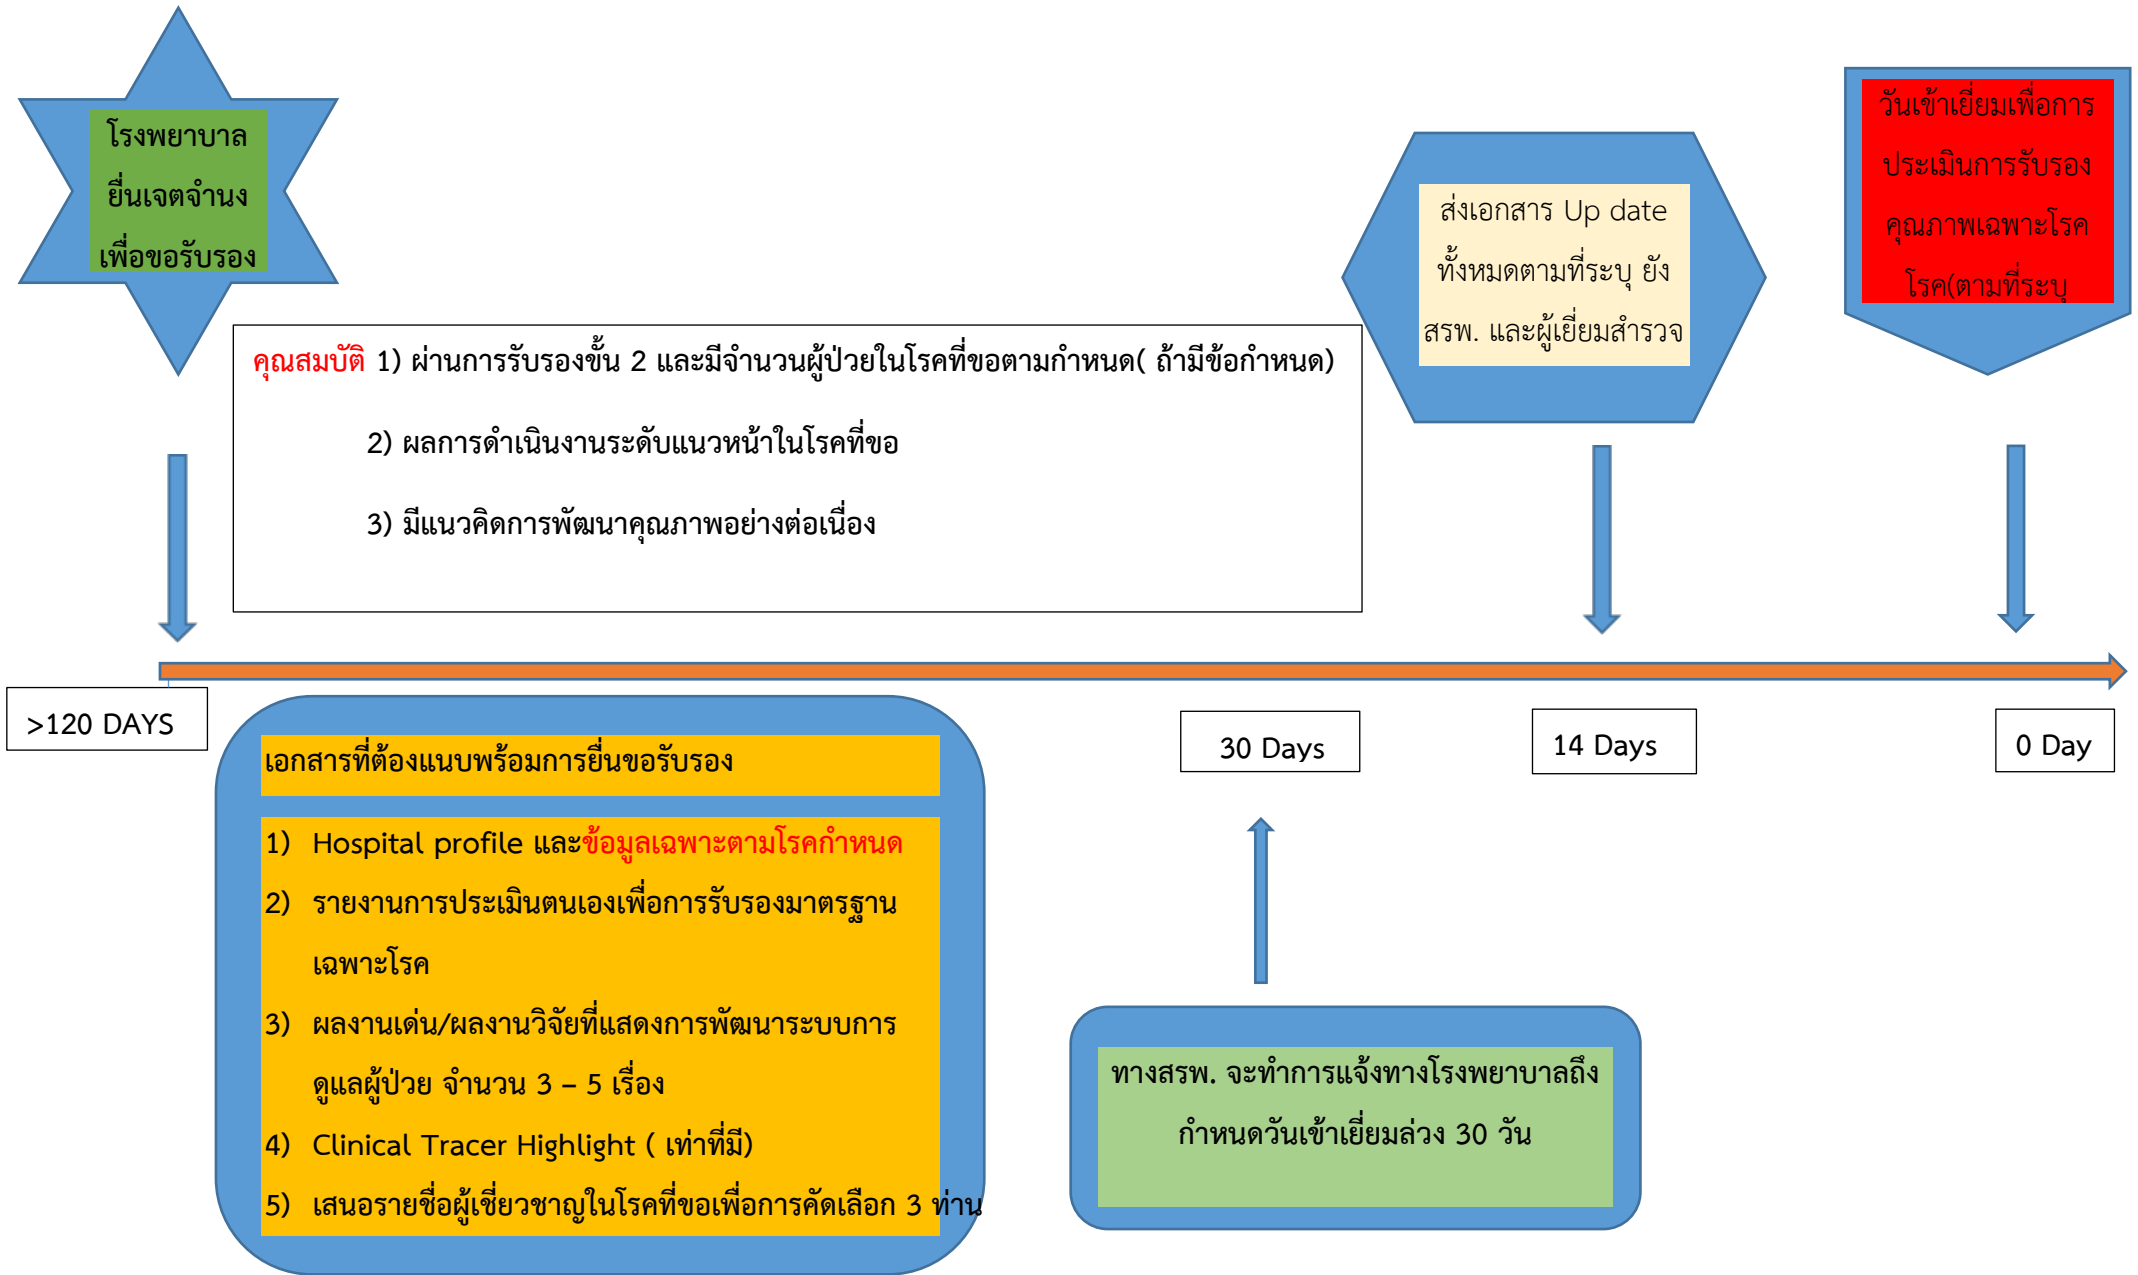 โรงพยาบาล
ยื่นเจตจำนง
เพื่อขอรับรอง
คุณสมบัติ 1) ผ่านการรับรองขั้น 2 และมีจำนวนผู้ป่วยในโรคที่ขอตามกำหนด( ถ้ามีข้อกำหนด)
2) ผลการดำเนินงานระดับแนวหน้าในโรคที่ขอ
3) มีแนวคิดการพัฒนาคุณภาพอย่างต่อเนื่อง
ส่งเอกสาร Up date
ทั้งหมดตามที่ระบุ ยัง
สรพ. และผู้เยี่ยมสำรวจ
วันเข้าเยี่ยมเพื่อการ
ประเมินการรับรอง
คุณภาพเฉพาะโรค
โรค(ตามที่ระบุ
>120 DAYS
30 Days
14 Days
0 Day
เอกสารที่ต้องแนบพร้อมการยื่นขอรับรอง
1) Hospital profile และข้อมูลเฉพาะตามโรคกำหนด
2) รายงานการประเมินตนเองเพื่อการรับรองมาตรฐาน
เฉพาะโรค
3) ผลงานเด่น/ผลงานวิจัยที่แสดงการพัฒนาระบบการ
ดูแลผู้ป่วย จำนวน 3 – 5 เรื่อง
4) Clinical Tracer Highlight ( เท่าที่มี)
5) เสนอรายชื่อผู้เชี่ยวชาญในโรคที่ขอเพื่อการคัดเลือก 3 ท่าน
ทางสรพ. จะทำการแจ้งทางโรงพยาบาลถึง
กำหนดวันเข้าเยี่ยมล่วง 30 วัน